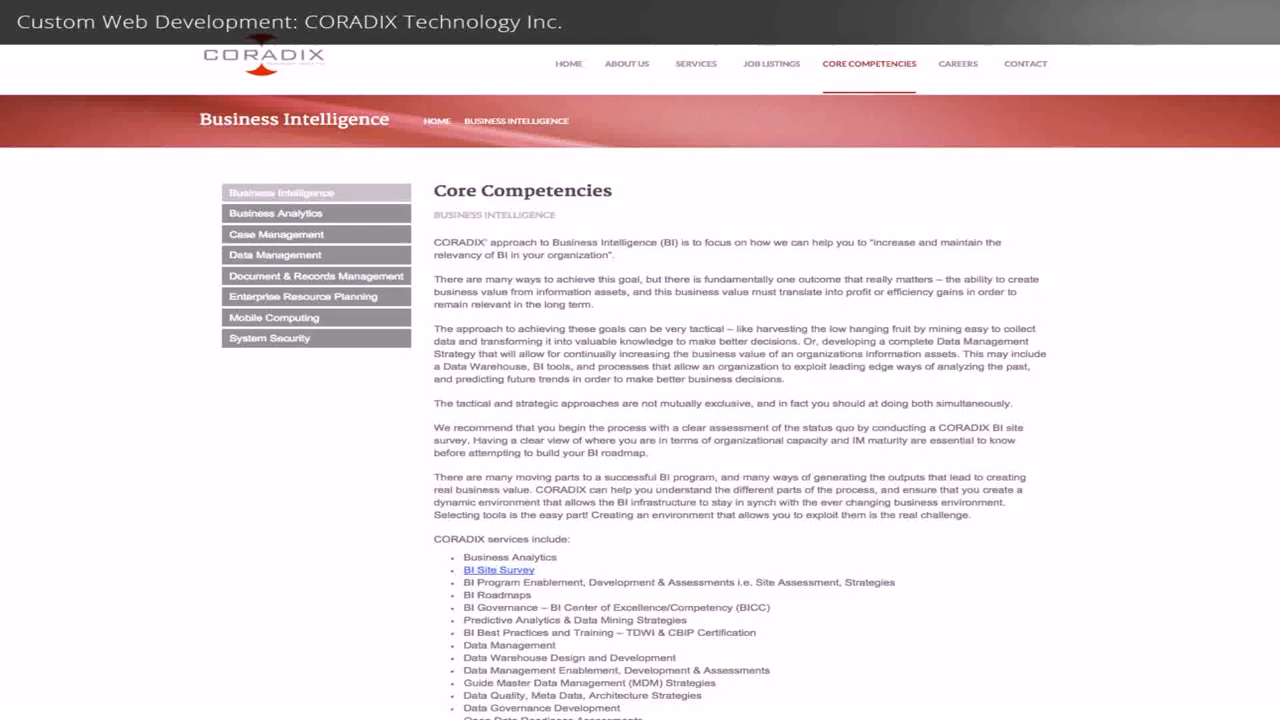 Custom Web Development: CORADIX Technology Inc.
CORADIX
HOME ABOUT US SERVICES JOB LISTINGS CORE COMPETENCIES CAREERS CONTACT
Business Intelligence HOME BUSINESS INTELLIGENCE
Business Intelligence
Business Analytics
Case Management
Data Management
Document & Records Management
Enterprise Resource Planning
Mobile Computing
System Security
Core Competencies
BUSINESS INTELLIGENCE
CORADIX' approach to Business Intelligence (BI) is to focus on how we can help you to "increase and maintain the
relevancy of BI in your organization".
There are many ways to achieve this goal, but there is fundamentally one outcome that really matters – the ability to create
business value from information assets, and this business value must translate into profit or efficiency gains in order to
remain relevant in the long term.
The approach to achieving these goals can be very tactical – like harvesting the low hanging fruit by mining easy to collect
data and transforming it into valuable knowledge to make better decisions. Or, developing a complete Data Management
Strategy that will allow for continually increasing the business value of an organizations information assets. This may include
a Data Warehouse, BI tools, and processes that allow an organization to exploit leading edge ways of analyzing the past,
and predicting future trends in order to make better business decisions.
The tactical and strategic approaches are not mutually exclusive, and in fact you should at doing both simultaneously.
We recommend that you begin the process with a clear assessment of the status quo by conducting a CORADIX BI site
survey. Having a clear view of where you are in terms of organizational capacity and IM maturity are essential to know
before attempting to build your BI roadmap.
There are many moving parts to a successful BI program, and many ways of generating the outputs that lead to creating
real business value. CORADIX can help you understand the different parts of the process, and ensure that you create a
dynamic environment that allows the BI infrastructure to stay in synch with the ever changing business environment.
Selecting tools is the easy part! Creating an environment that allows you to exploit them is the real challenge.
CORADIX services include:
Business Analytics
BI Site Survey
BI Program Enablement, Development & Assessments i.e. Site Assessment, Strategies
BI Roadmaps
BI Governance – BI Center of Excellence/Competency (BICC)
Predictive Analytics & Data Mining Strategies
BI Best Practices and Training – TDWI & CBIP Certification
Data Management
Data Warehouse Design and Development
Data Management Enablement, Development & Assessments
Guide Master Data Management (MDM) Strategies
Data Quality, Meta Data, Architecture Strategies
Data Governance Development